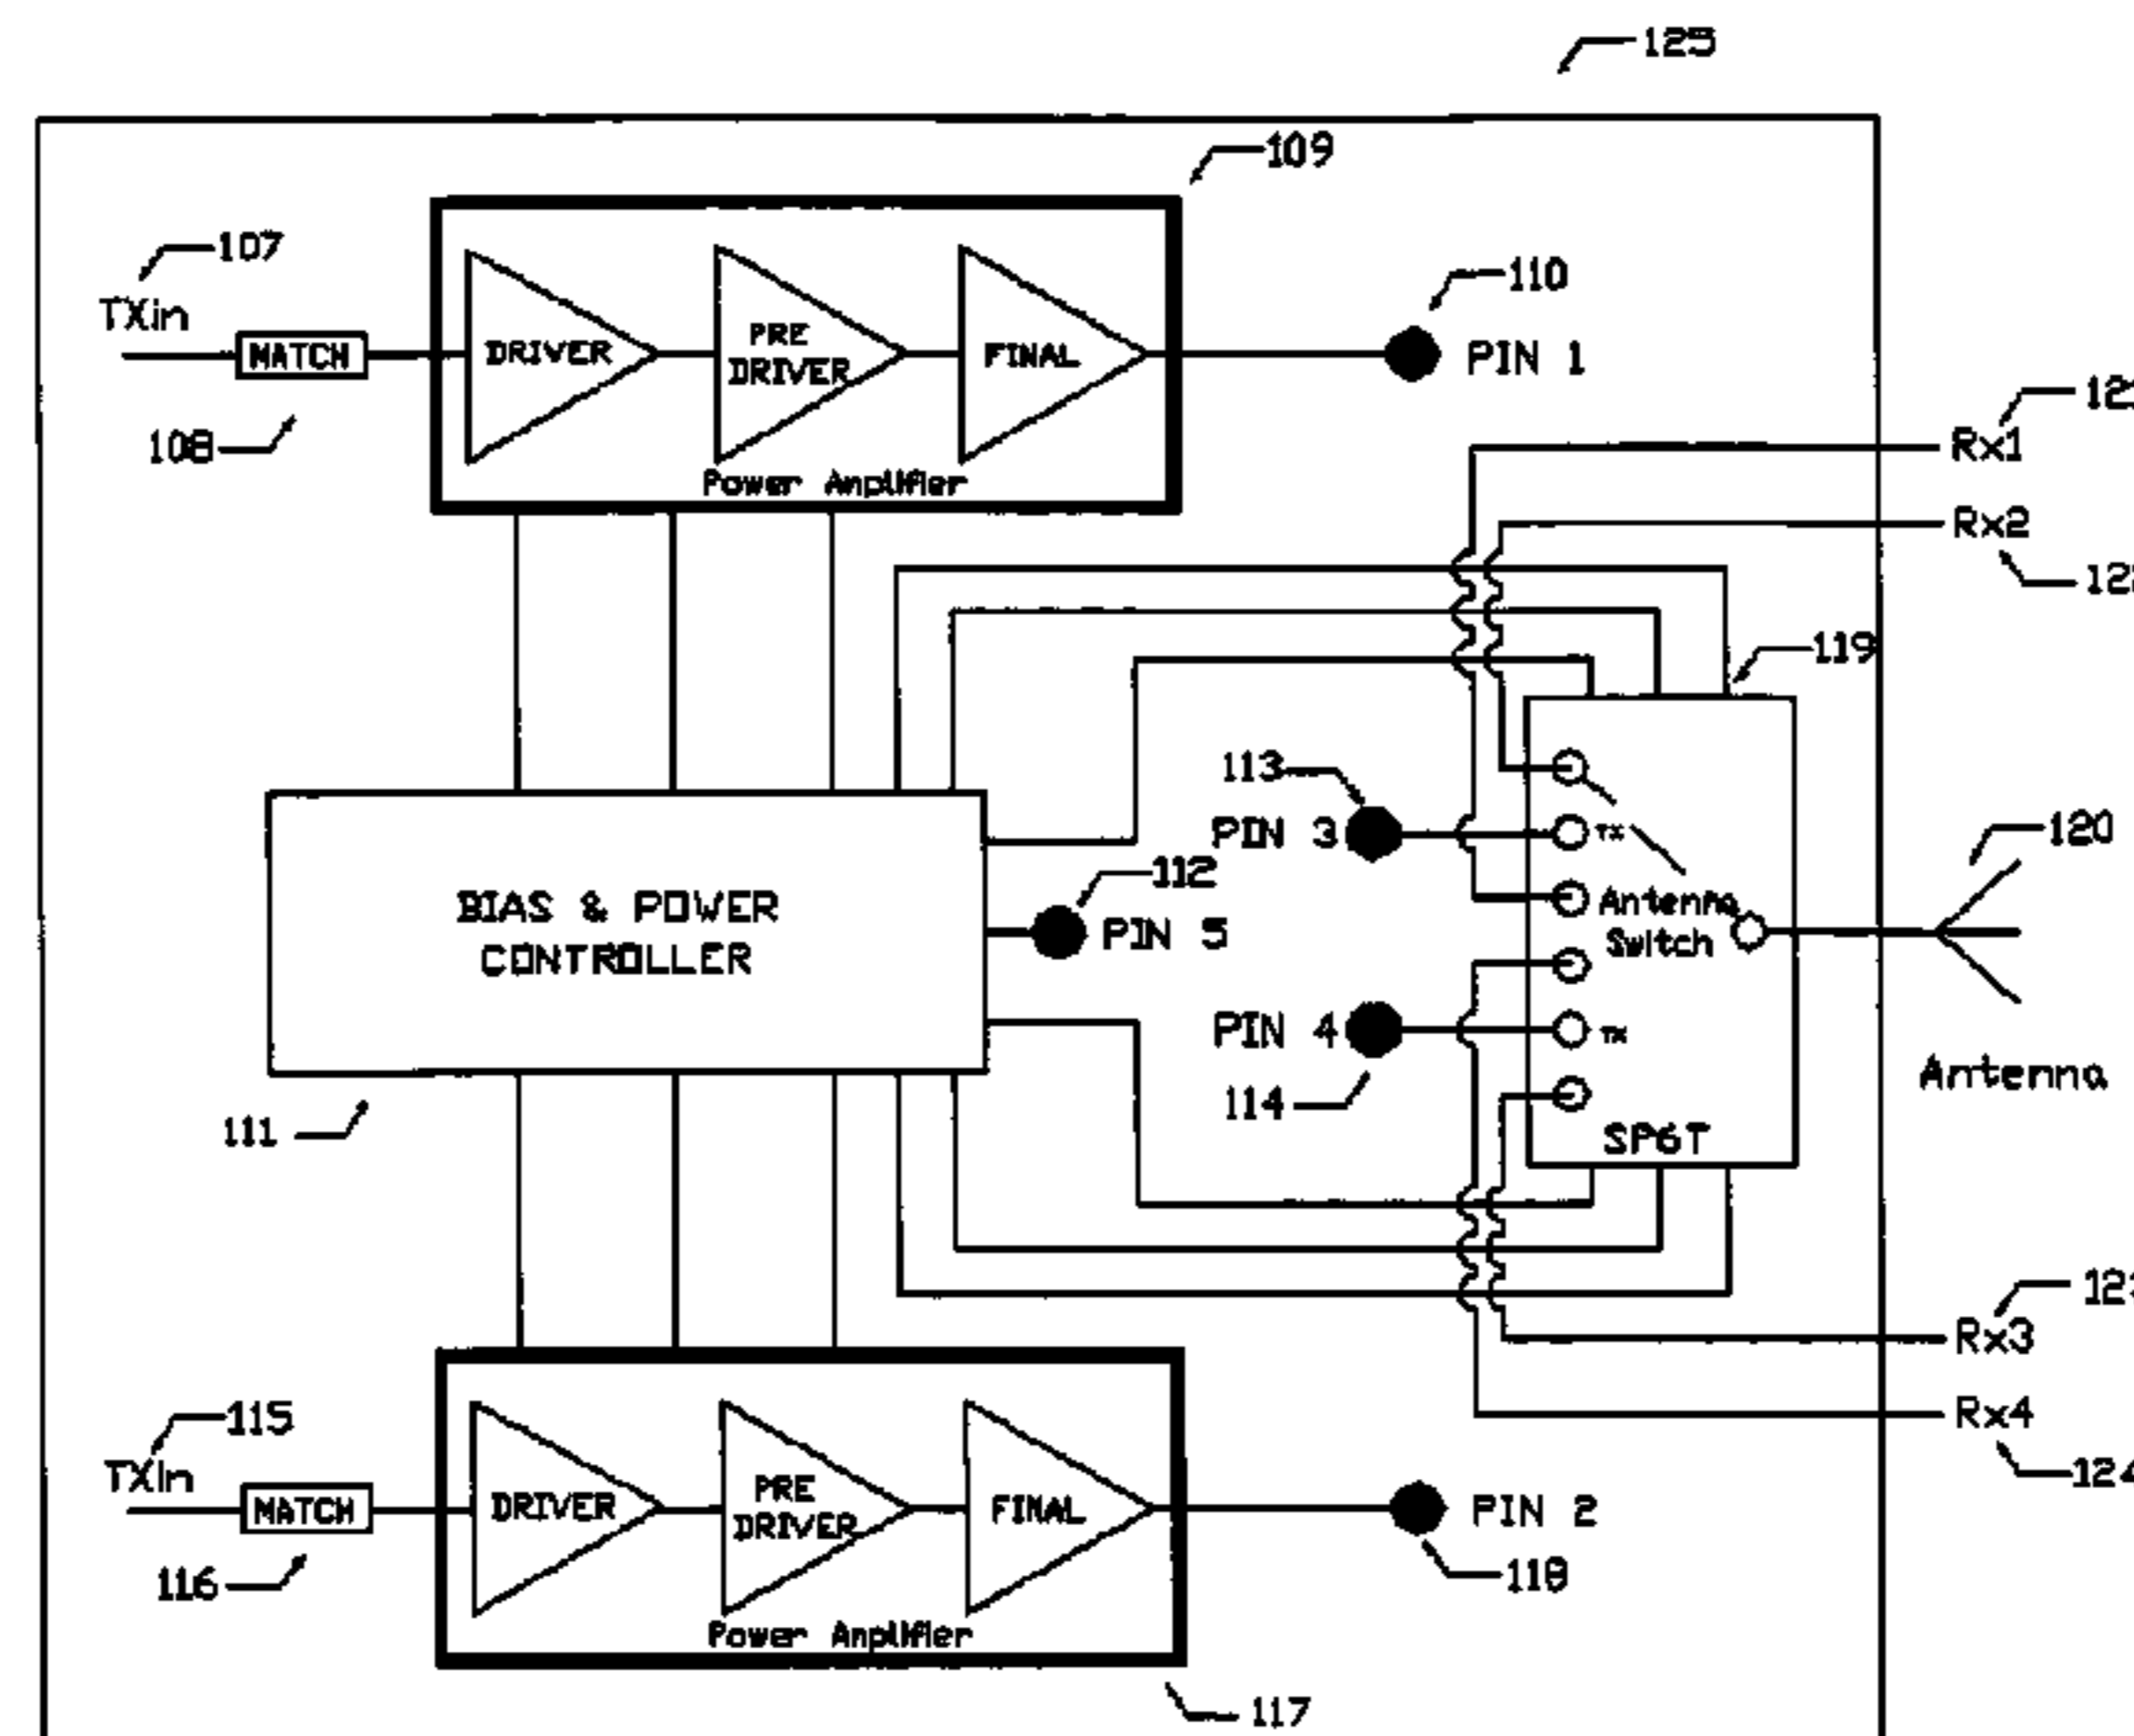 125
109
107
TXin
MATCH
108
DRIVER
PRE
DRIVER
FINAL
Power Amplifier
110
PIN 1
Rx1
Rx2
119
113
PIN 3
TX
120
112
BIAS & POWER
CONTROLLER
PIN 5
Antenna
Switch
PIN 4
TX
114
Antenna
111
SP6T
Rx3
Rx4
124
115
TXin
MATCH
116
DRIVER
PRE
DRIVER
FINAL
Power Amplifier
PIN 2
118
117